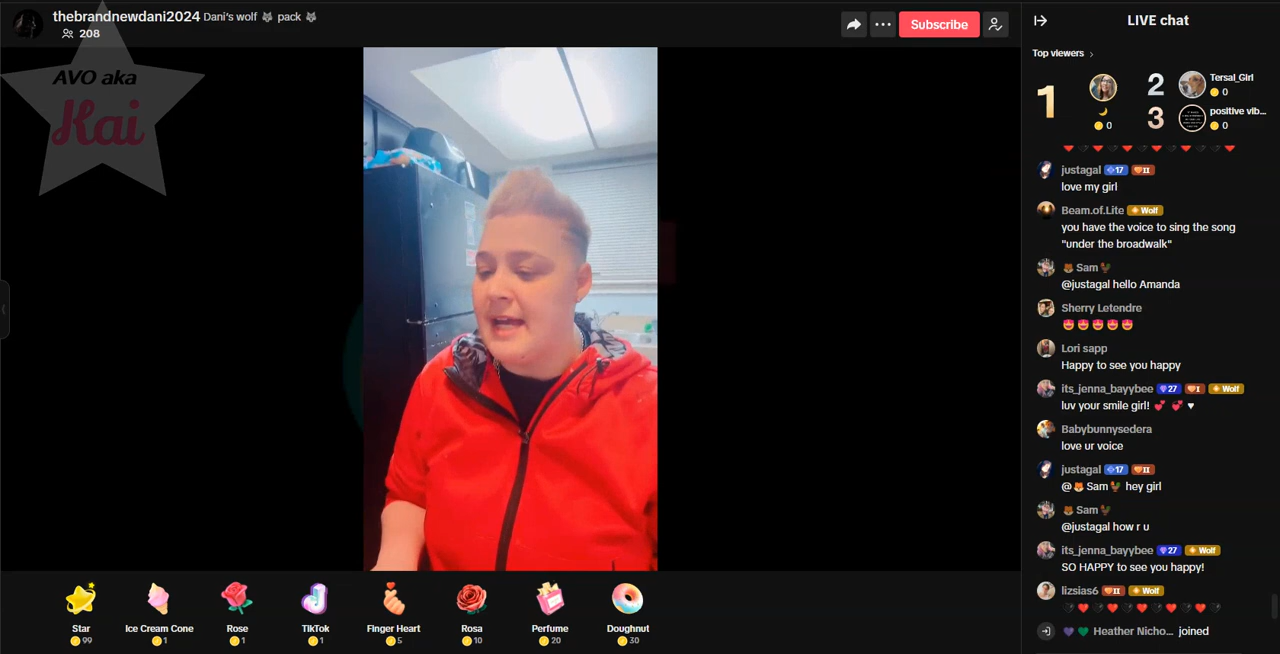 thebrandnewdani2024 Dani's wolf 🐺 pack 🐺
208
Subscribe
AVO aka
Kai
LIVE chat
Top viewers
1
🌙
0
2
Tersal_Girl
0
3
positive vib...
0
justagal 17 II
love my girl
Beam.of.Lite Wolf
you have the voice to sing the song
"under the broadwalk"
🦊 Sam 🐓
@justagal hello Amanda
Sherry Letendre
😍😍😍😍😍
Lori sapp
Happy to see you happy
its_jenna_bayybee 27 I Wolf
luv your smile girl! 💞 💞 ♥
Babybunnysedera
love ur voice
justagal 17 II
@🦊 Sam 🐓 hey girl
🦊 Sam 🐓
@justagal how r u
its_jenna_bayybee 27 Wolf
SO HAPPY to see you happy!
lizsias6 II Wolf
🖤❤️🖤❤️🖤❤️🖤❤️🖤❤️🖤
💜 💚 Heather Nicho... joined
Star
99
Ice Cream Cone
1
Rose
1
TikTok
1
Finger Heart
5
Rosa
10
Perfume
20
Doughnut
30